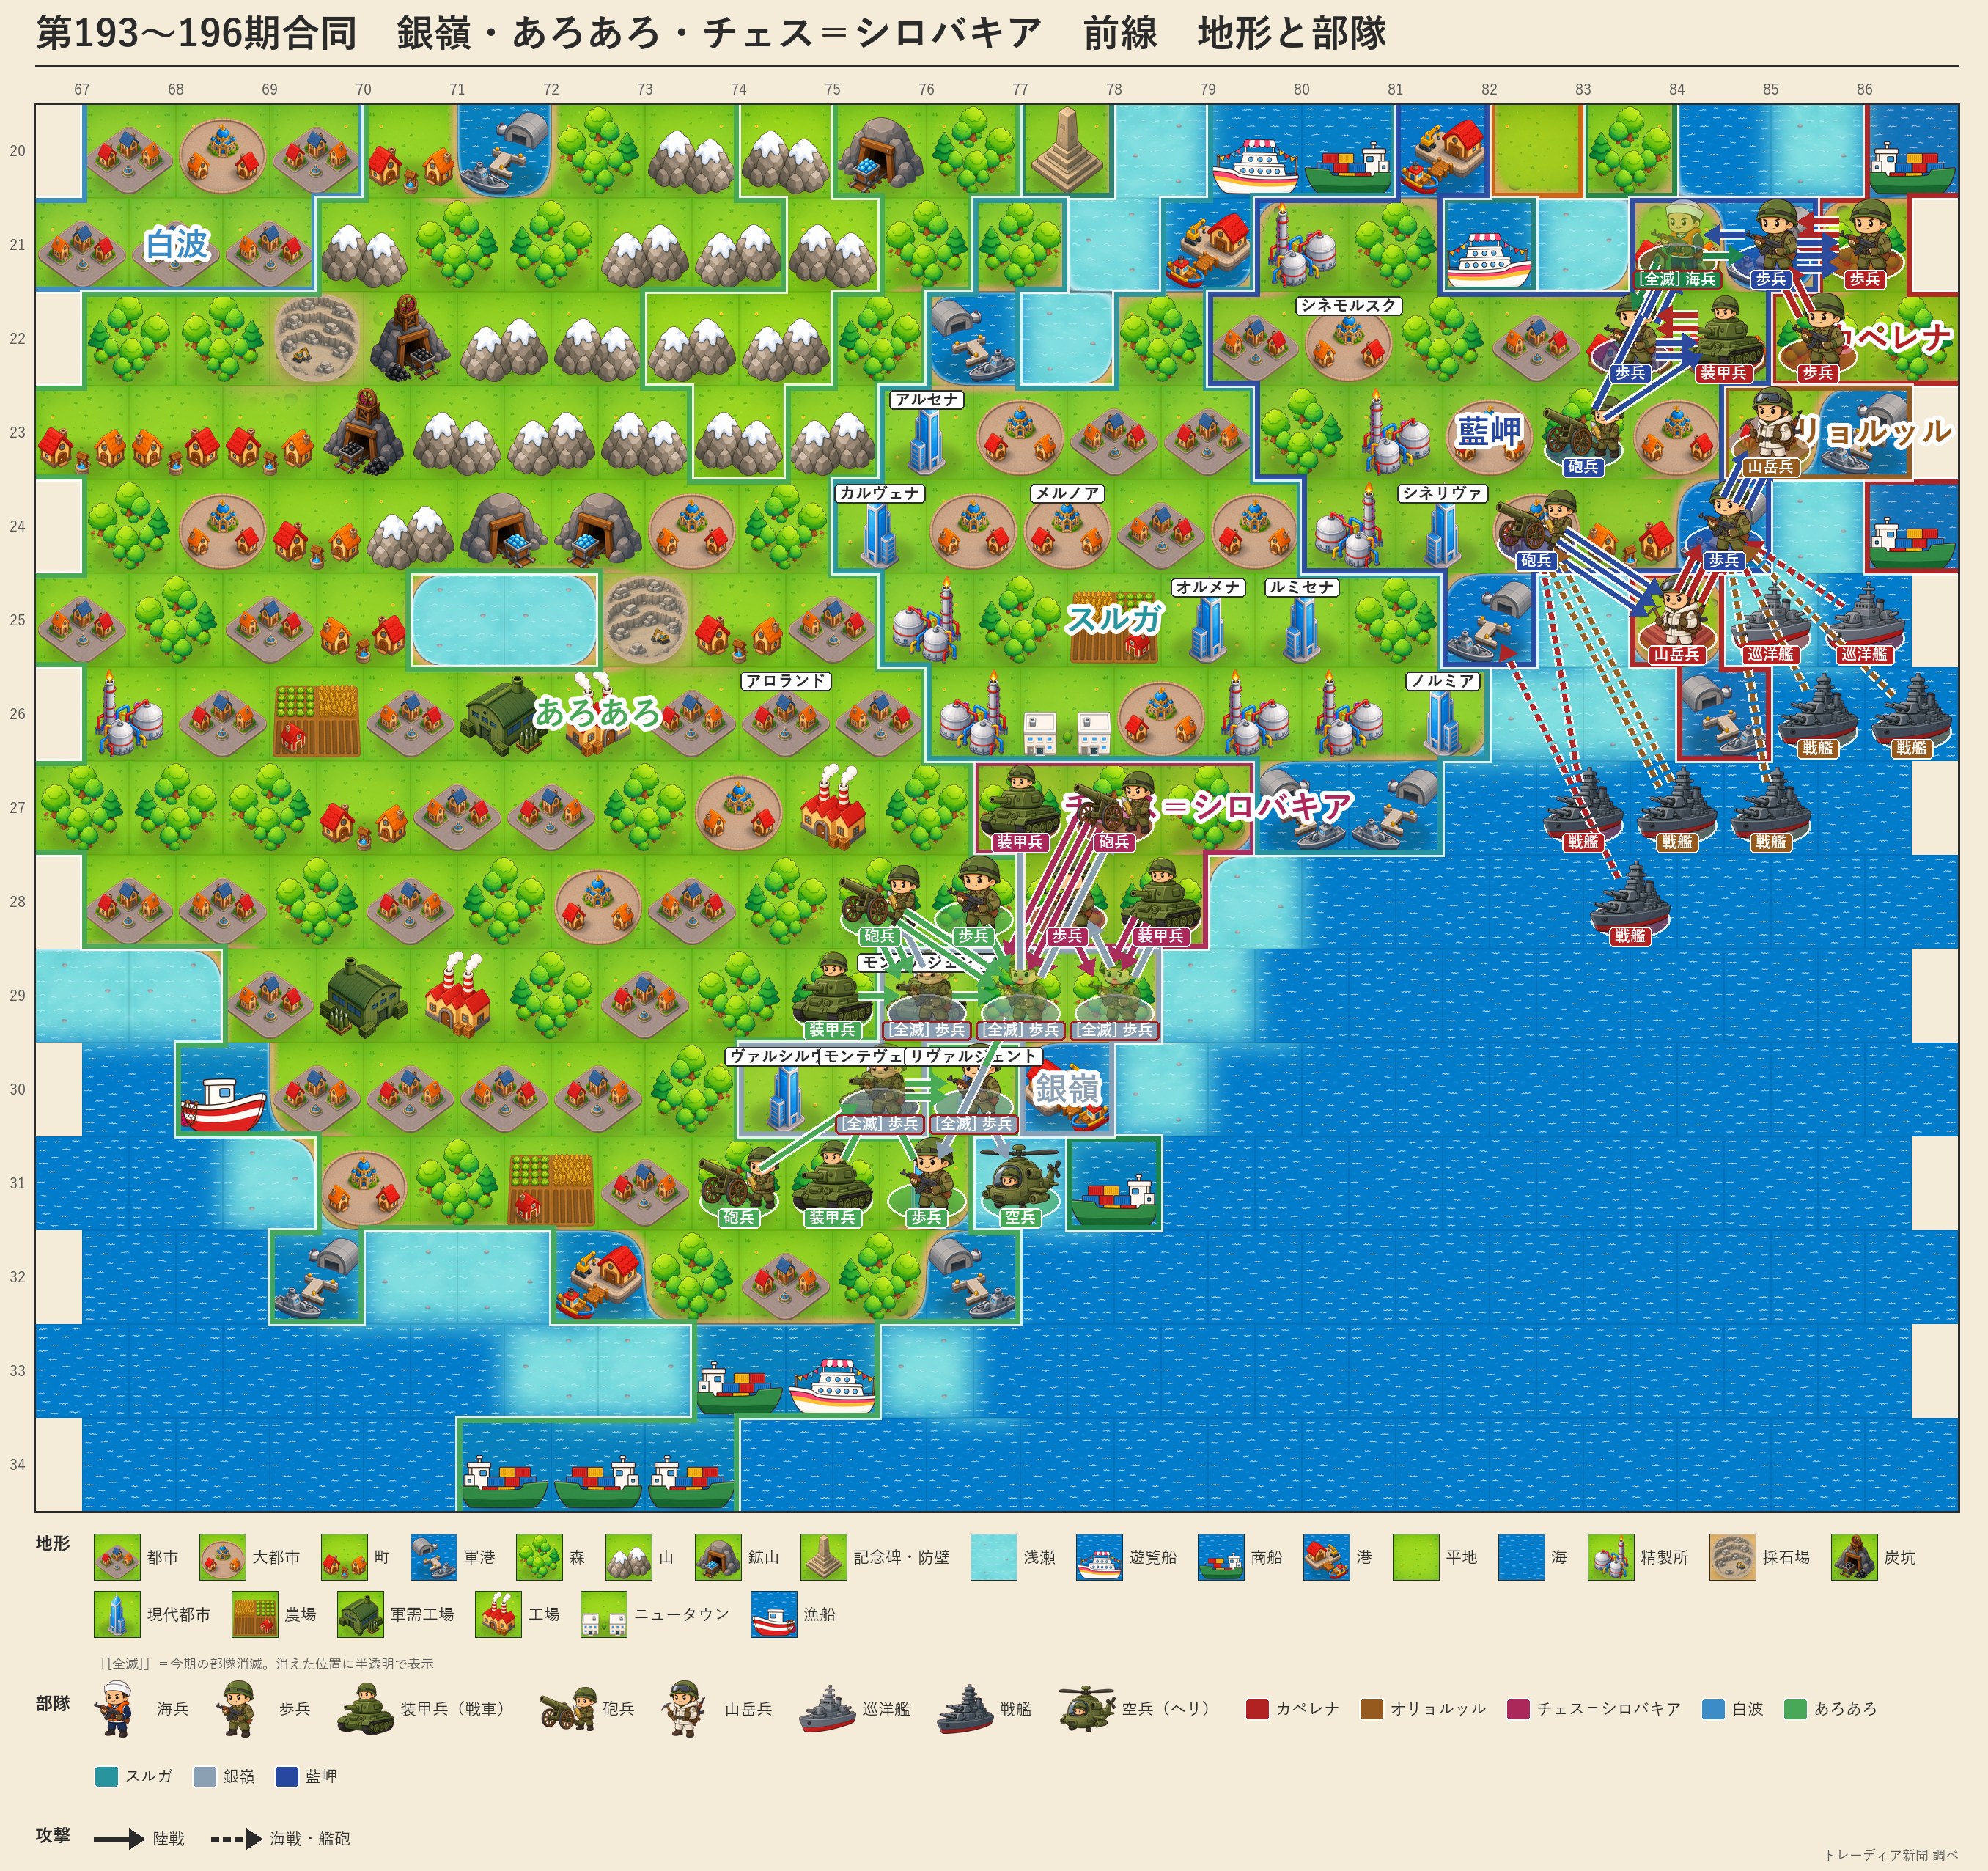 第193～196期合同　銀嶺・あろあろ・チェス＝シロバキア　前線　地形と部隊
67 68 69 70 71 72 73 74 75 76 77 78 79 80 81 82 83 84 85 86
20
21
白波
[全滅] 海兵 歩兵 歩兵
22
シネモルスク
カペレナ
歩兵 装甲兵 歩兵
23
アルセナ
藍岬
リョルッル
砲兵 山岳兵
24
カルヴェナ メルノア シネリヴァ
砲兵 歩兵
25
オルメナ ルミセナ
スルガ
山岳兵 巡洋艦 巡洋艦
26
あろあろ
アロランド ノルミア
戦艦 戦艦
27
チ ス＝シロバキア
装甲兵 砲兵 戦艦 戦艦 戦艦
28
砲兵 歩兵 歩兵 装甲兵 戦艦
29
装甲兵 [全滅] 歩兵 [全滅] 歩兵 [全滅] 歩兵
30
ヴァルシル モンテヴェ リヴァルジェント
銀嶺
[全滅] 歩兵 [全滅] 歩兵
31
砲兵 装甲兵 歩兵 空兵
32
33
34
地形 都市 大都市 町 軍港 森 山 鉱山 記念碑・防壁 浅瀬 遊覧船 商船 港 平地 海 精製所 採石場 炭坑
現代都市 農場 軍需工場 工場 ニュータウン 漁船
「[全滅]」＝今期の部隊消滅。消えた位置に半透明で表示
部隊 海兵 歩兵 装甲兵（戦車） 砲兵 山岳兵 巡洋艦 戦艦 空兵（ヘリ） カペレナ オリョルッル チェス＝シロバキア 白波 あろあろ
スルガ 銀嶺 藍岬
攻撃 陸戦 海戦・艦砲
トレーディア新聞 調べ